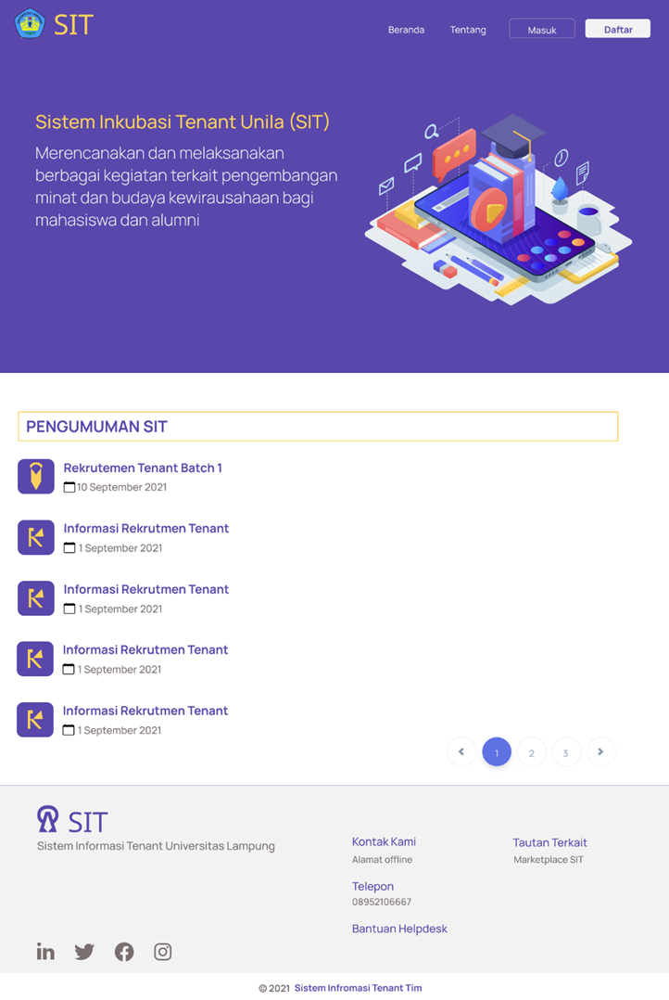 SIT
Beranda
Tentang
Masuk
Daftar
Sistem Inkubasi Tenant Unila (SIT)
Merencanakan dan melaksanakan
berbagai kegiatan terkait pengembangan
minat dan budaya kewirausahaan bagi
mahasiswa dan alumni
PENGUMUMAN SIT
Rekrutemen Tenant Batch 1
10 September 2021
Informasi Rekrutmen Tenant
1 September 2021
Informasi Rekrutmen Tenant
1 September 2021
Informasi Rekrutmen Tenant
1 September 2021
Informasi Rekrutmen Tenant
1 September 2021
1 2 3
SIT
Sistem Informasi Tenant Universitas Lampung
Kontak Kami
Alamat offline
Telepon
08952106667
Bantuan Helpdesk
Tautan Terkait
Marketplace SIT
© 2021 Sistem Infromasi Tenant Tim